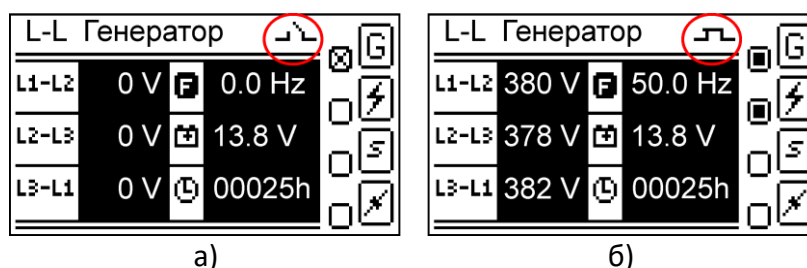 L-L Генератор
G
L1-L2 0 V F 0.0 Hz
L2-L3 0 V 13.8 V
S
L3-L1 0 V 00025h
а)
L-L Генератор
G
L1-L2 380 V F 50.0 Hz
L2-L3 378 V 13.8 V
S
L3-L1 382 V 00025h
б)